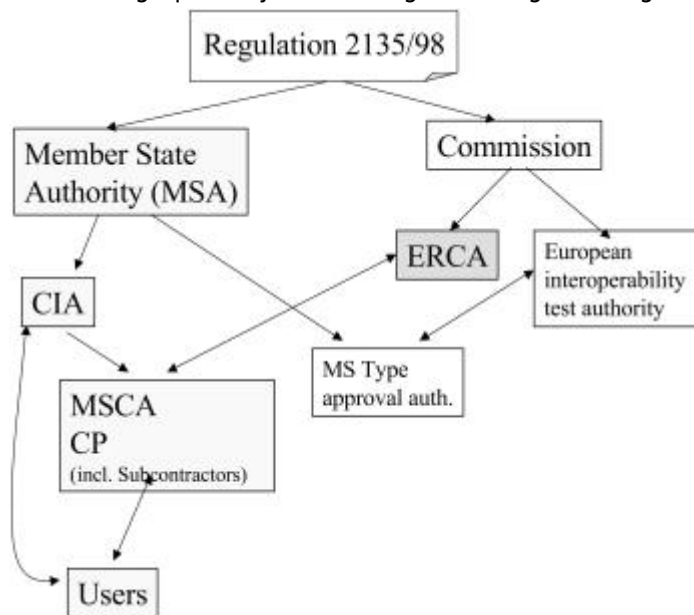 Regulation 2135/98
Member State
Authority (MSA)
Commission
ERCA
European
interoperability
test authority
CIA
MS Type
approval auth.
MSCA
CP
(incl. Subcontractors)
Users